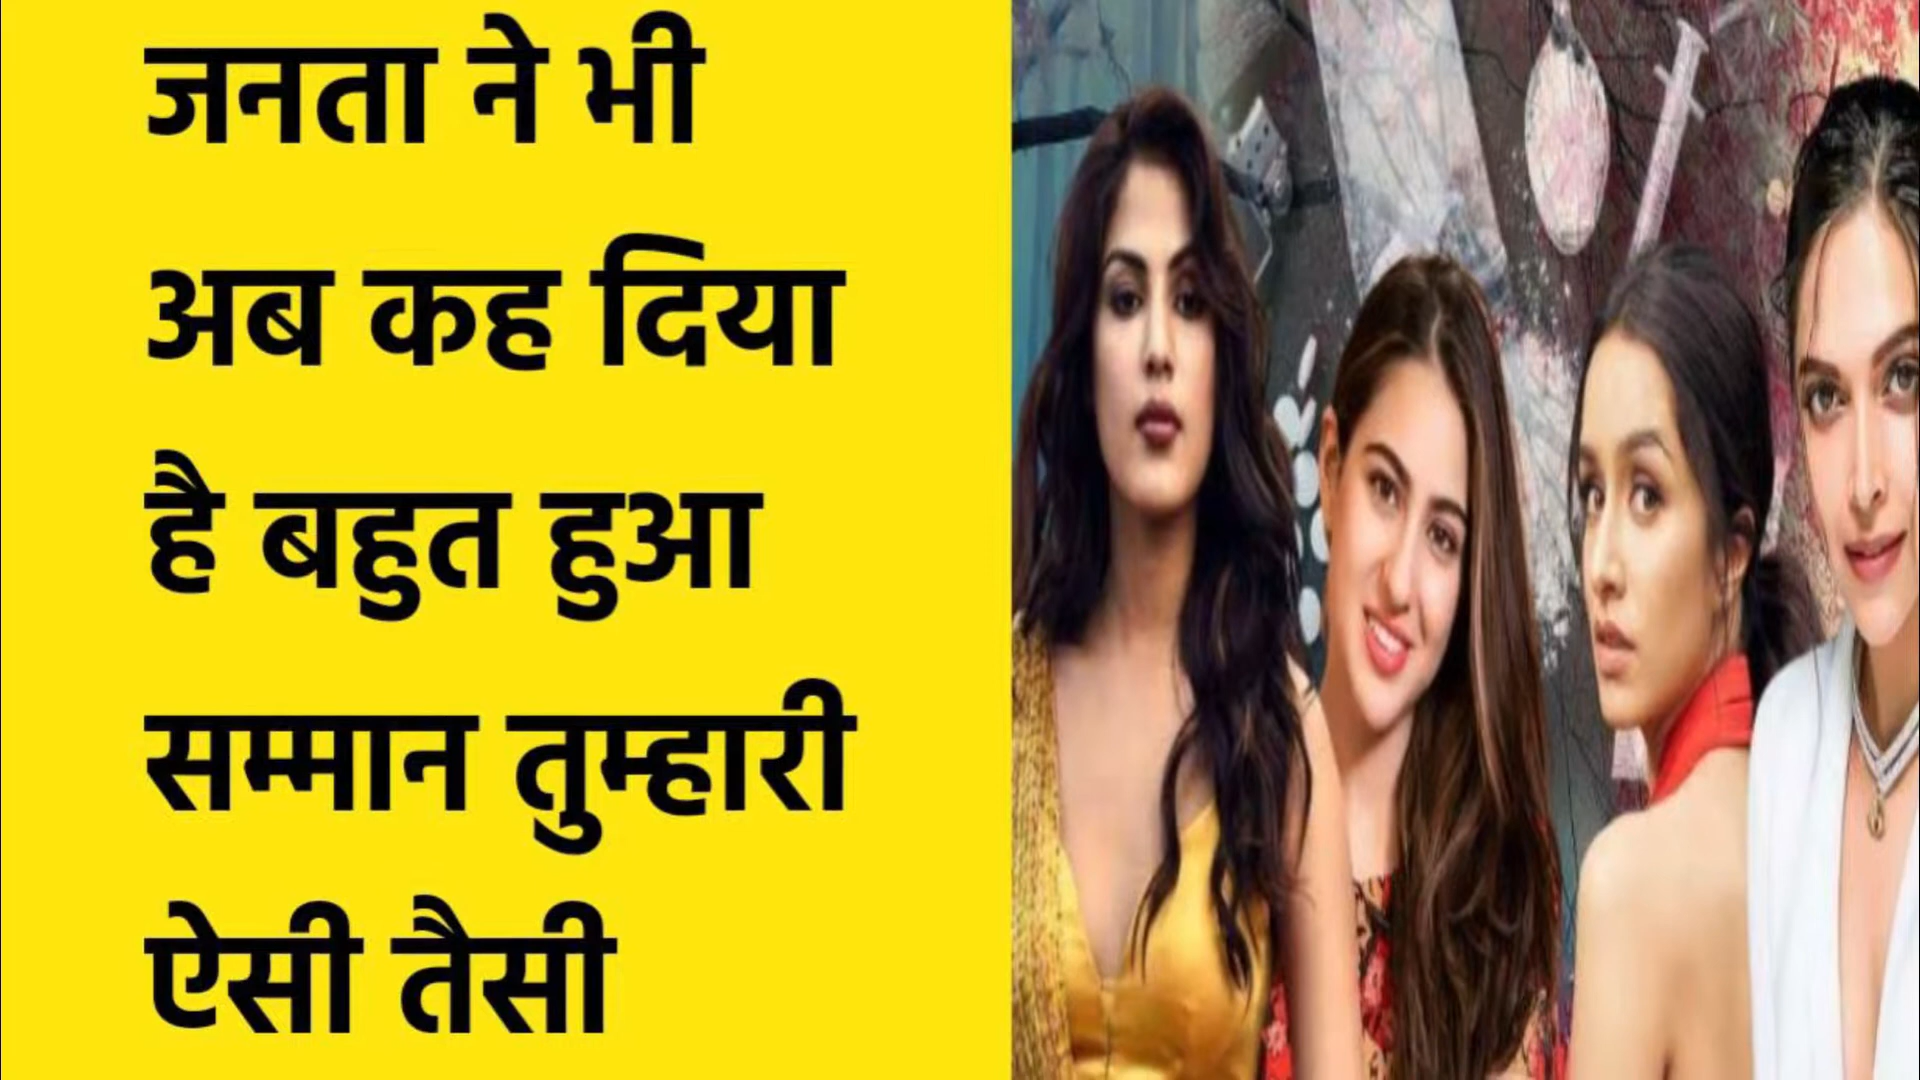 जनता ने भी
अब कह दिया
है बहुत हुआ
सम्मान तुम्हारी
ऐसी तैसी